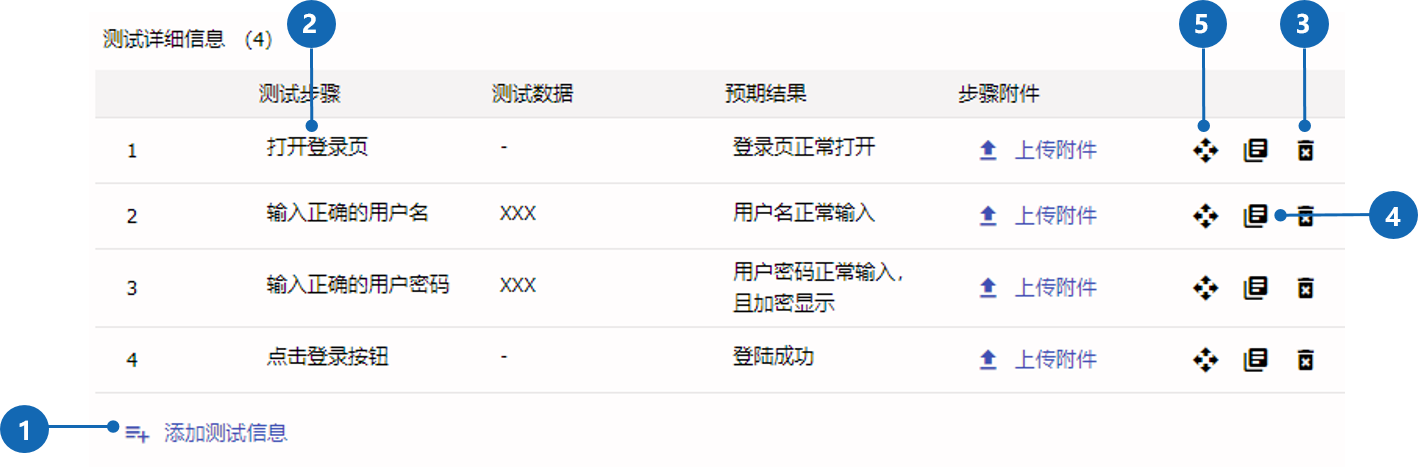 2
5
3
测试详细信息 (4)
测试步骤 测试数据 预期结果 步骤附件
1 打开登录页 - 登录页正常打开 上传附件
2 输入正确的用户名 XXX 用户名正常输入 上传附件
4
3 输入正确的用户密码 XXX 用户密码正常输入,
且加密显示 上传附件
4 点击登录按钮 - 登陆成功 上传附件
1
添加测试信息